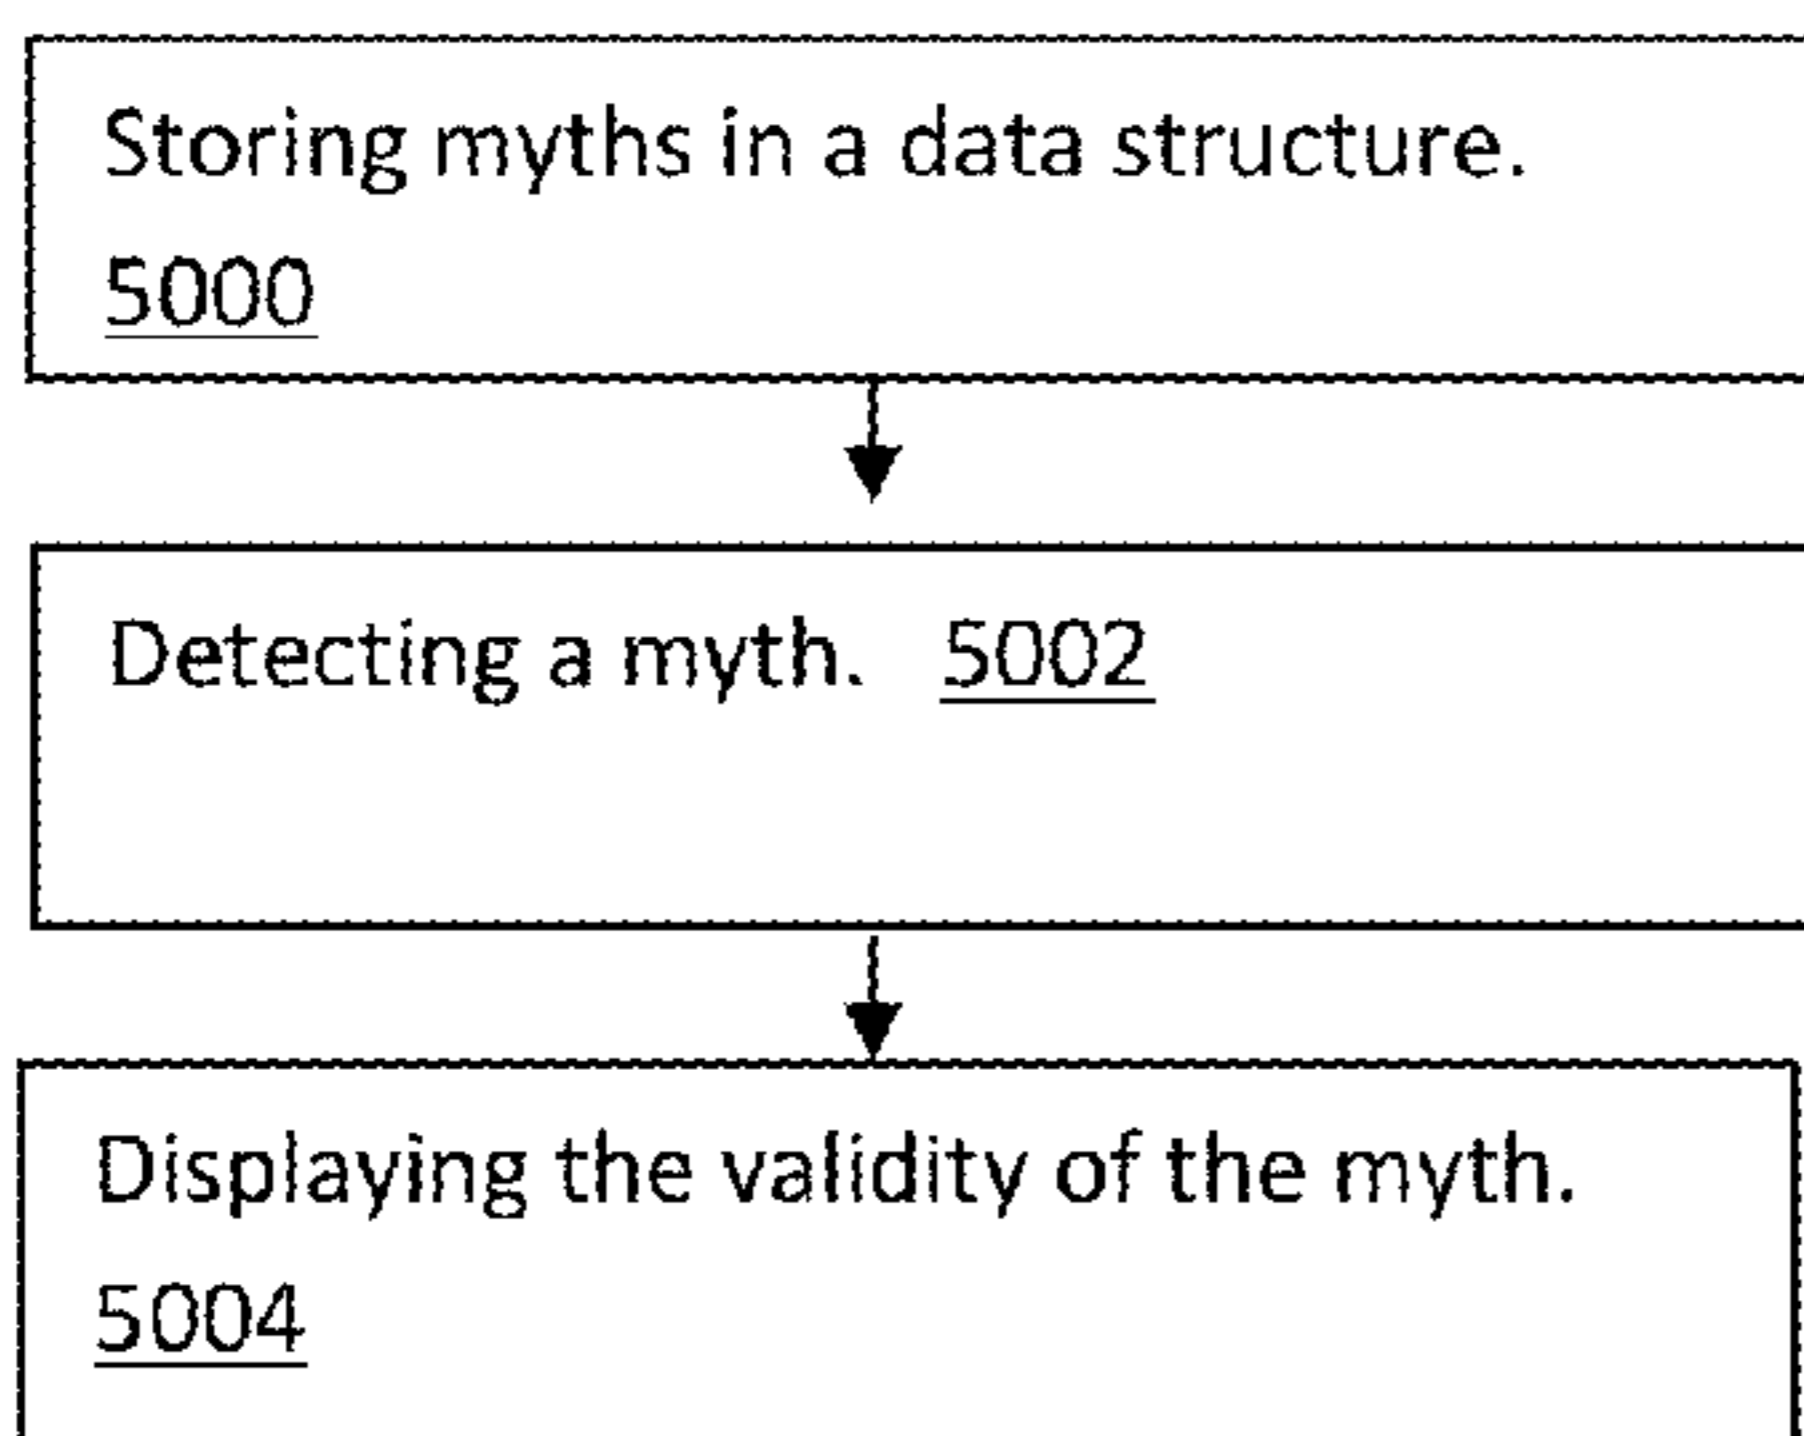 Storing myths in a data structure.
5000
Detecting a myth. 5002
Displaying the validity of the myth.
5004